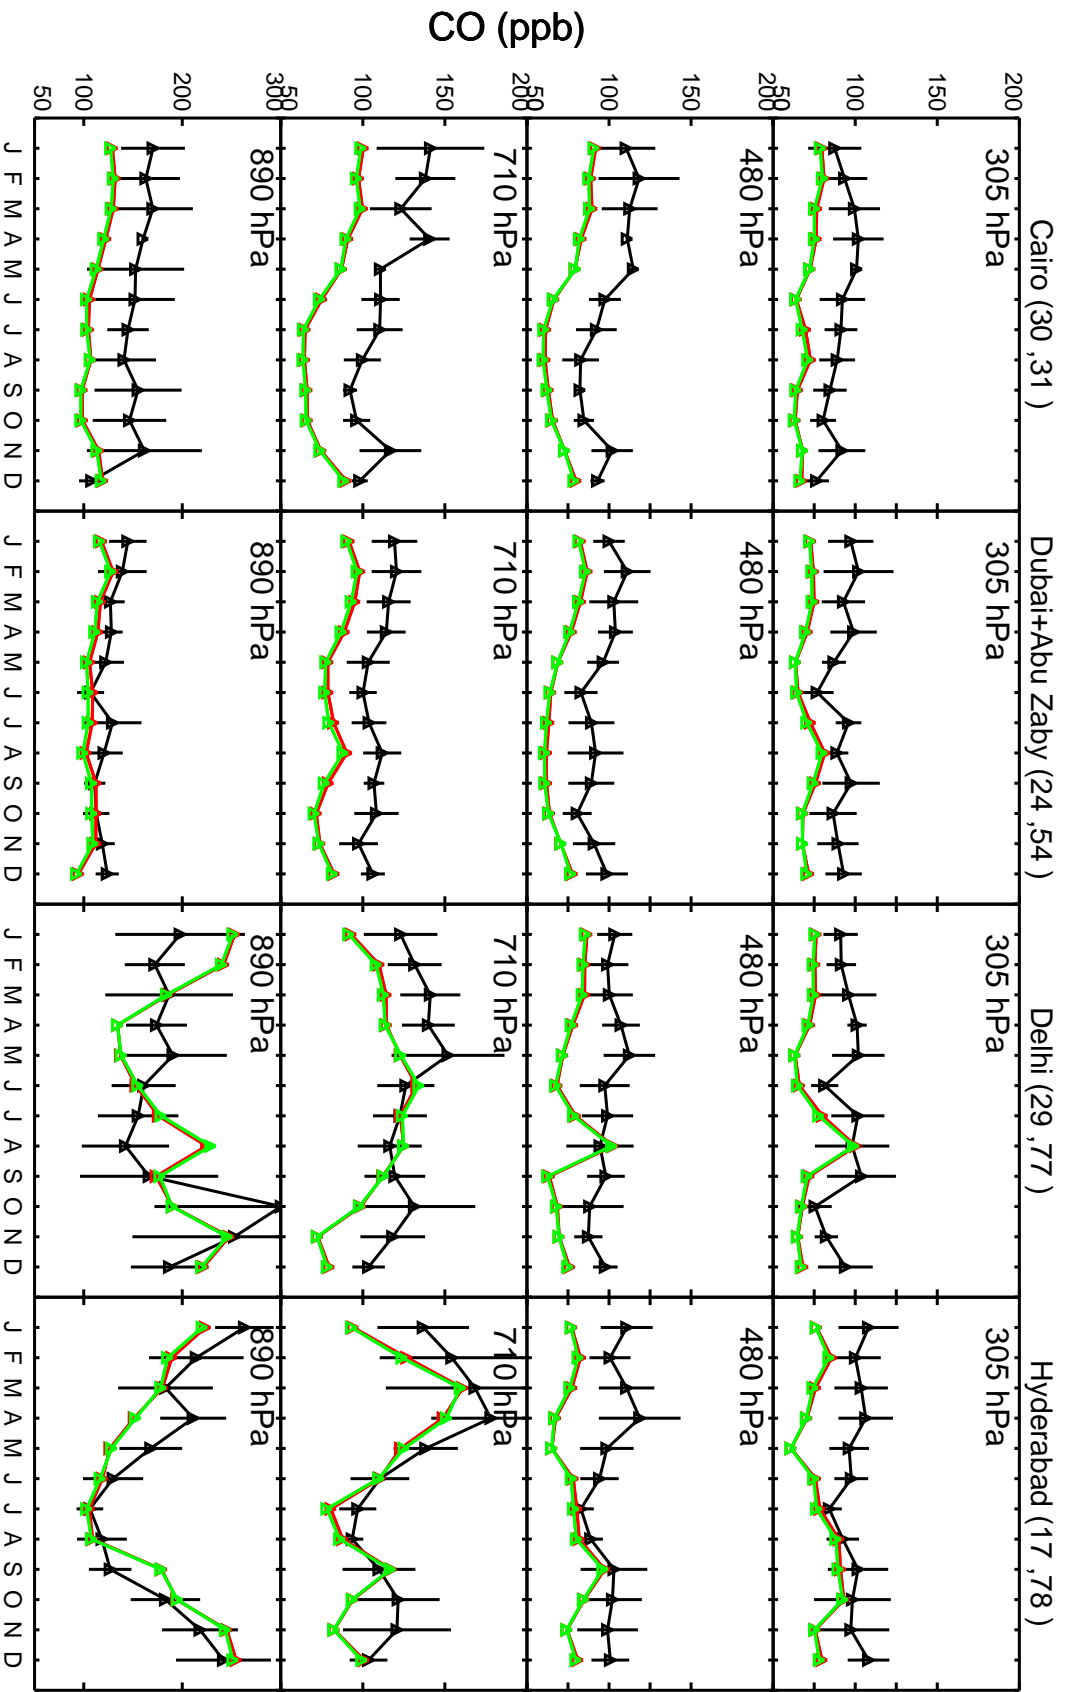 Cairo (30 ,31 )
Dubai+Abu Zaby (24 ,54 )
Delhi (29 ,77 )
Hyderabad (17 ,78 )
CO (ppb)
200
150
100
50
305 hPa
305 hPa
305 hPa
305 hPa
200
150
100
50
480 hPa
480 hPa
480 hPa
480 hPa
200
150
100
50
710 hPa
710 hPa
710 hPa
710 hPa
300
200
100
50
890 hPa
890 hPa
890 hPa
890 hPa
J F M A M J J A S O N D
J F M A M J J A S O N D
J F M A M J J A S O N D
J F M A M J J A S O N D